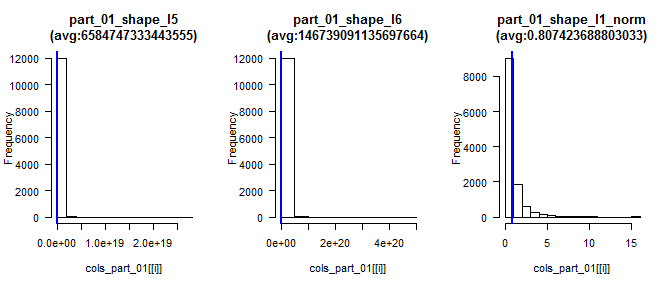 part_01_shape_l5
(avg:6584747333443555)
Frequency
12000
10000
8000
6000
4000
2000
0
0.0e+00 1.0e+19 2.0e+19
cols_part_01[[i]]
part_01_shape_l6
(avg:146739091135697664)
Frequency
12000
10000
8000
6000
4000
2000
0
0e+00 2e+20 4e+20
cols_part_01[[i]]
part_01_shape_l1_norm
(avg:0.807423688803033)
Frequency
8000
6000
4000
2000
0
0 5 10 15
cols_part_01[[i]]